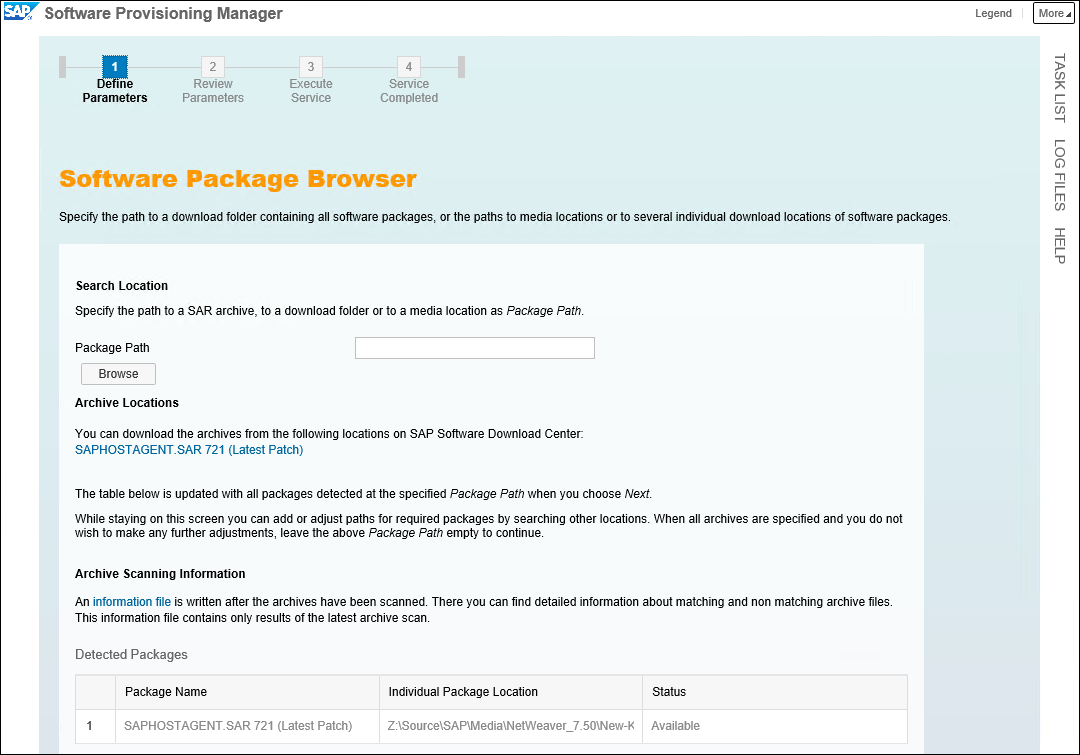 SAP Software Provisioning Manager
Legend
More
1
2
3
4
Define Parameters
Review Parameters
Execute Service
Service Completed
TASK LIST
LOG FILES
HELP
Software Package Browser
Specify the path to a download folder containing all software packages, or the paths to media locations or to several individual download locations of software packages.
Search Location
Specify the path to a SAR archive, to a download folder or to a media location as Package Path.
Package Path
Browse
Archive Locations
You can download the archives from the following locations on SAP Software Download Center:
SAPHOSTAGENT.SAR 721 (Latest Patch)
The table below is updated with all packages detected at the specified Package Path when you choose Next.
While staying on this screen you can add or adjust paths for required packages by searching other locations. When all archives are specified and you do not
wish to make any further adjustments, leave the above Package Path empty to continue.
Archive Scanning Information
An information file is written after the archives have been scanned. There you can find detailed information about matching and non matching archive files.
This information file contains only results of the latest archive scan.
Detected Packages
Package Name
Individual Package Location
Status
1
SAPHOSTAGENT.SAR 721 (Latest Patch)
Z:\Source\SAP\Media\NetWeaver_7.50\New-K
Available